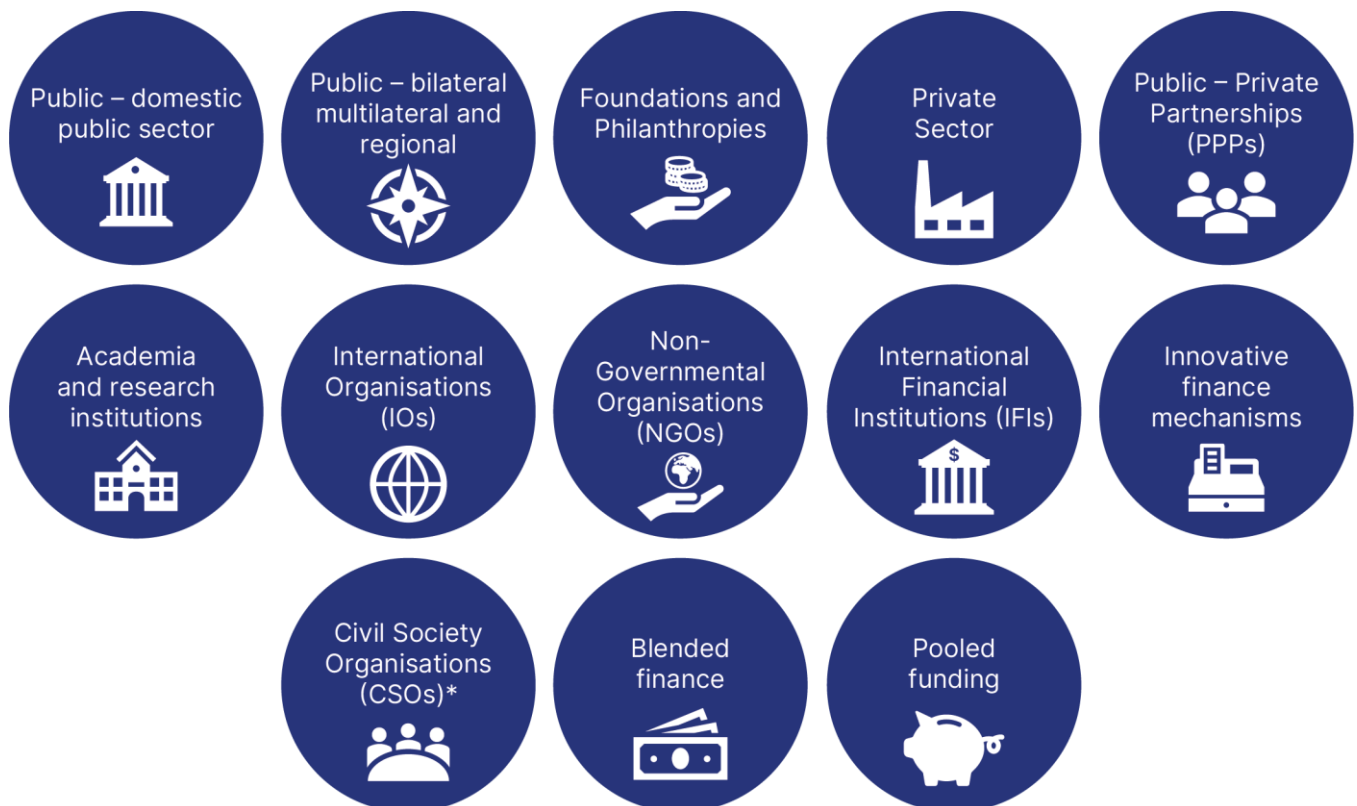 Public – domestic
public sector
Public – bilateral
multilateral and
regional
Foundations and
Philanthropies
Private
Sector
Public – Private
Partnerships
(PPPs)
Academia
and research
institutions
International
Organisations
(IOs)
Non-
Governmental
Organisations
(NGOs)
International
Financial
Institutions (IFIs)
$
Innovative
finance
mechanisms
Civil Society
Organisations
(CSOs)*
Blended
finance
Pooled
funding